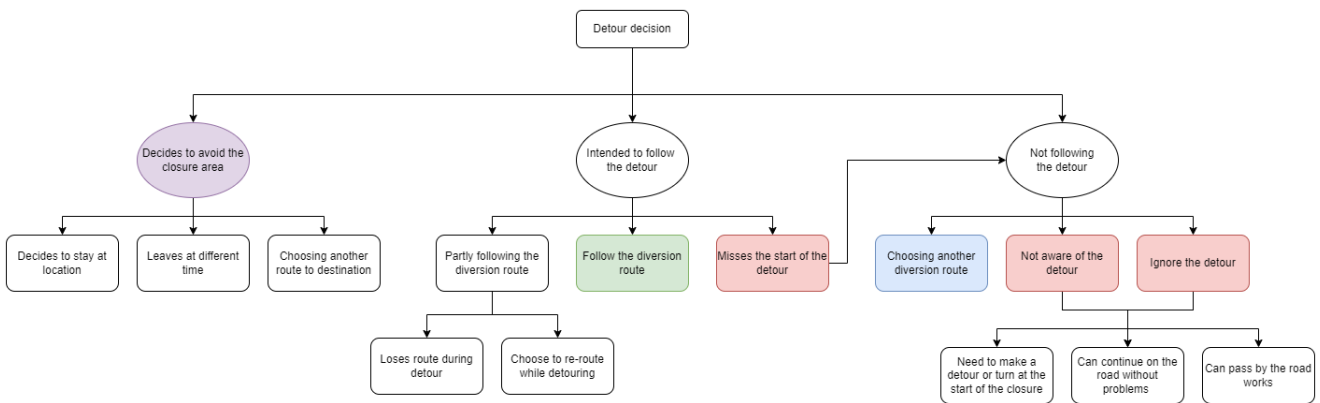 Detour decision
Decides to avoid the
closure area
Intended to follow
the detour
Not following
the detour
Decides to stay at
location
Leaves at different
time
Choosing another
route to destination
Partly following the
diversion route
Follow the diversion
route
Misses the start of the
detour
Choosing another
diversion route
Not aware of the
detour
Ignore the detour
Loses route during
detour
Choose to re-route
while detouring
Need to make a
detour or turn at the
start of the closure
Can continue on the
road without
problems
Can pass by the road
works